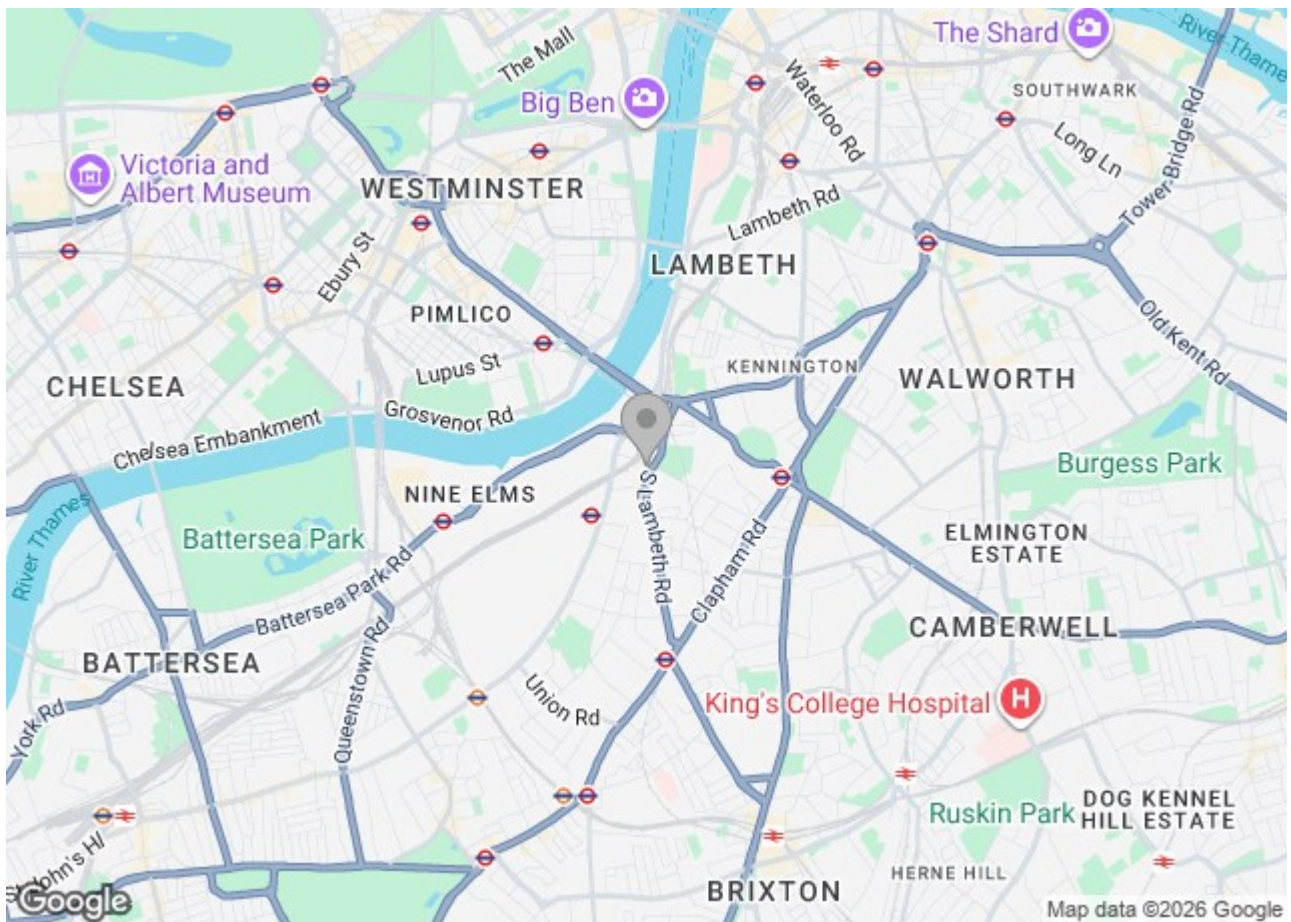 The Shard
River Thames
The Mall
Waterloo Rd
SOUTHWARK
Big Ben
Long Ln
Tower Bridge Rd
Victoria and
Albert Museum
WESTMINSTER
Lambeth Rd
Ebury St
LAMBETH
PIMLICO
Old Kent Rd
Lupus St
KENNINGTON
CHELSEA
WALWORTH
Grosvenor Rd
Chelsea Embankment
Burgess Park
NINE ELMS
S Lambeth Rd
River Thames
Battersea Park
Clapham Rd
ELMINGTON
ESTATE
Battersea Park Rd
CAMBERWELL
BATTERSEA
Queenstown Rd
Union Rd
King's College Hospital
H
York Rd
Ruskin Park
DOG KENNEL
HILL ESTATE
St John's Hl
HERNE HILL
BRIXTON
Google
Map data ©2026 Google